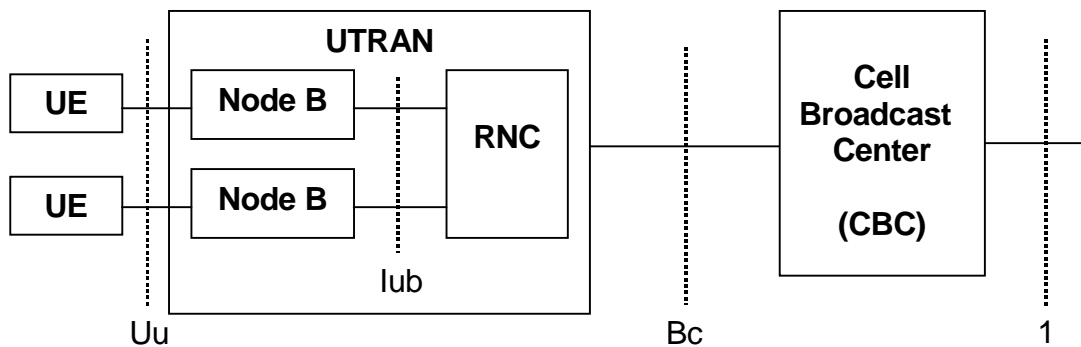 UTRAN
UE
Node B
RNC
UE
Node B
Iub
Uu
Cell
Broadcast
Center
(CBC)
Bc
1